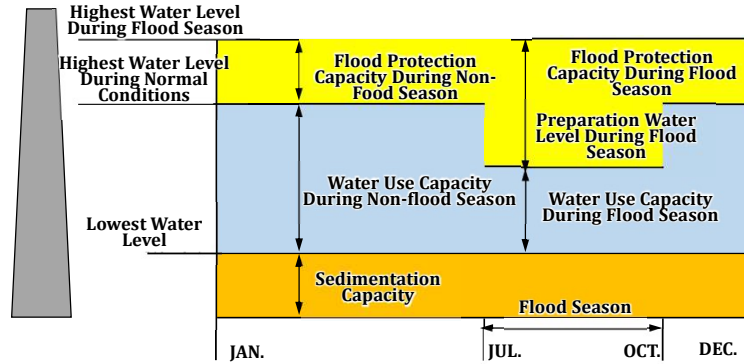 Highest Water Level
During Flood Season
Highest Water Level
During Normal
Conditions
Lowest Water
Level
Flood Protection
Capacity During Non-
Food Season
Flood Protection
Capacity During Flood
Season
Preparation Water
Level During Flood
Season
Water Use Capacity
During Non-flood Season
Water Use Capacity
During Flood Season
Sedimentation
Capacity
Flood Season
JAN.
JUL.
OCT.
DEC.